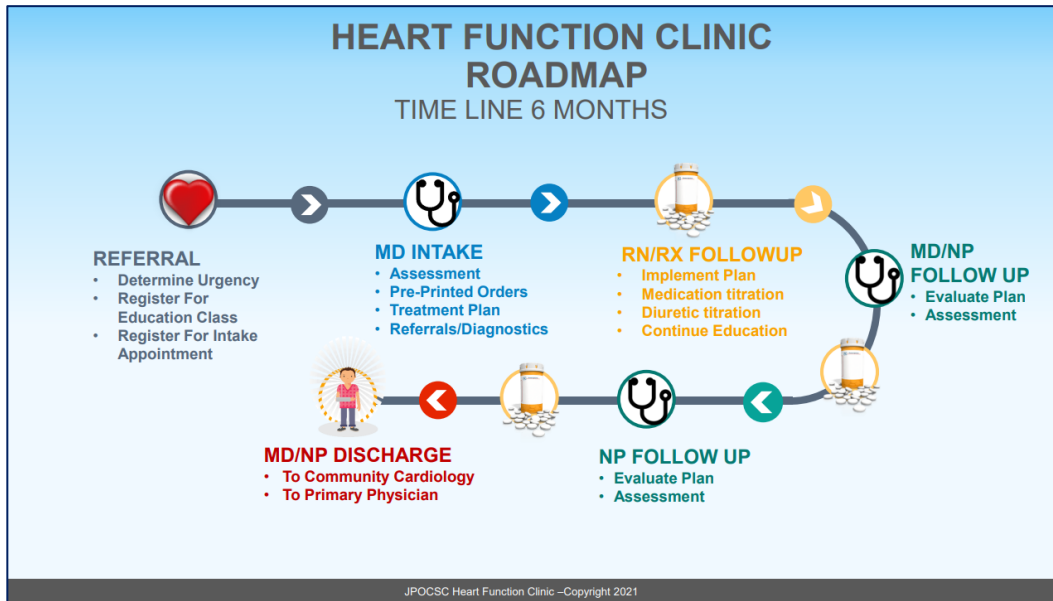 HEART FUNCTION CLINIC
ROADMAP
TIME LINE 6 MONTHS
REFERRAL
• Determine Urgency
• Register For
Education Class
• Register For Intake
Appointment
MD INTAKE
• Assessment
• Pre-Printed Orders
• Treatment Plan
• Referrals/Diagnostics
RN/RX FOLLOWUP
• Implement Plan
• Medication titration
• Diuretic titration
• Continue Education
MD/NP
FOLLOW UP
• Evaluate Plan
• Assessment
NP FOLLOW UP
• Evaluate Plan
• Assessment
MD/NP DISCHARGE
• To Community Cardiology
• To Primary Physician
JPOCSC Heart Function Clinic –Copyright 2021